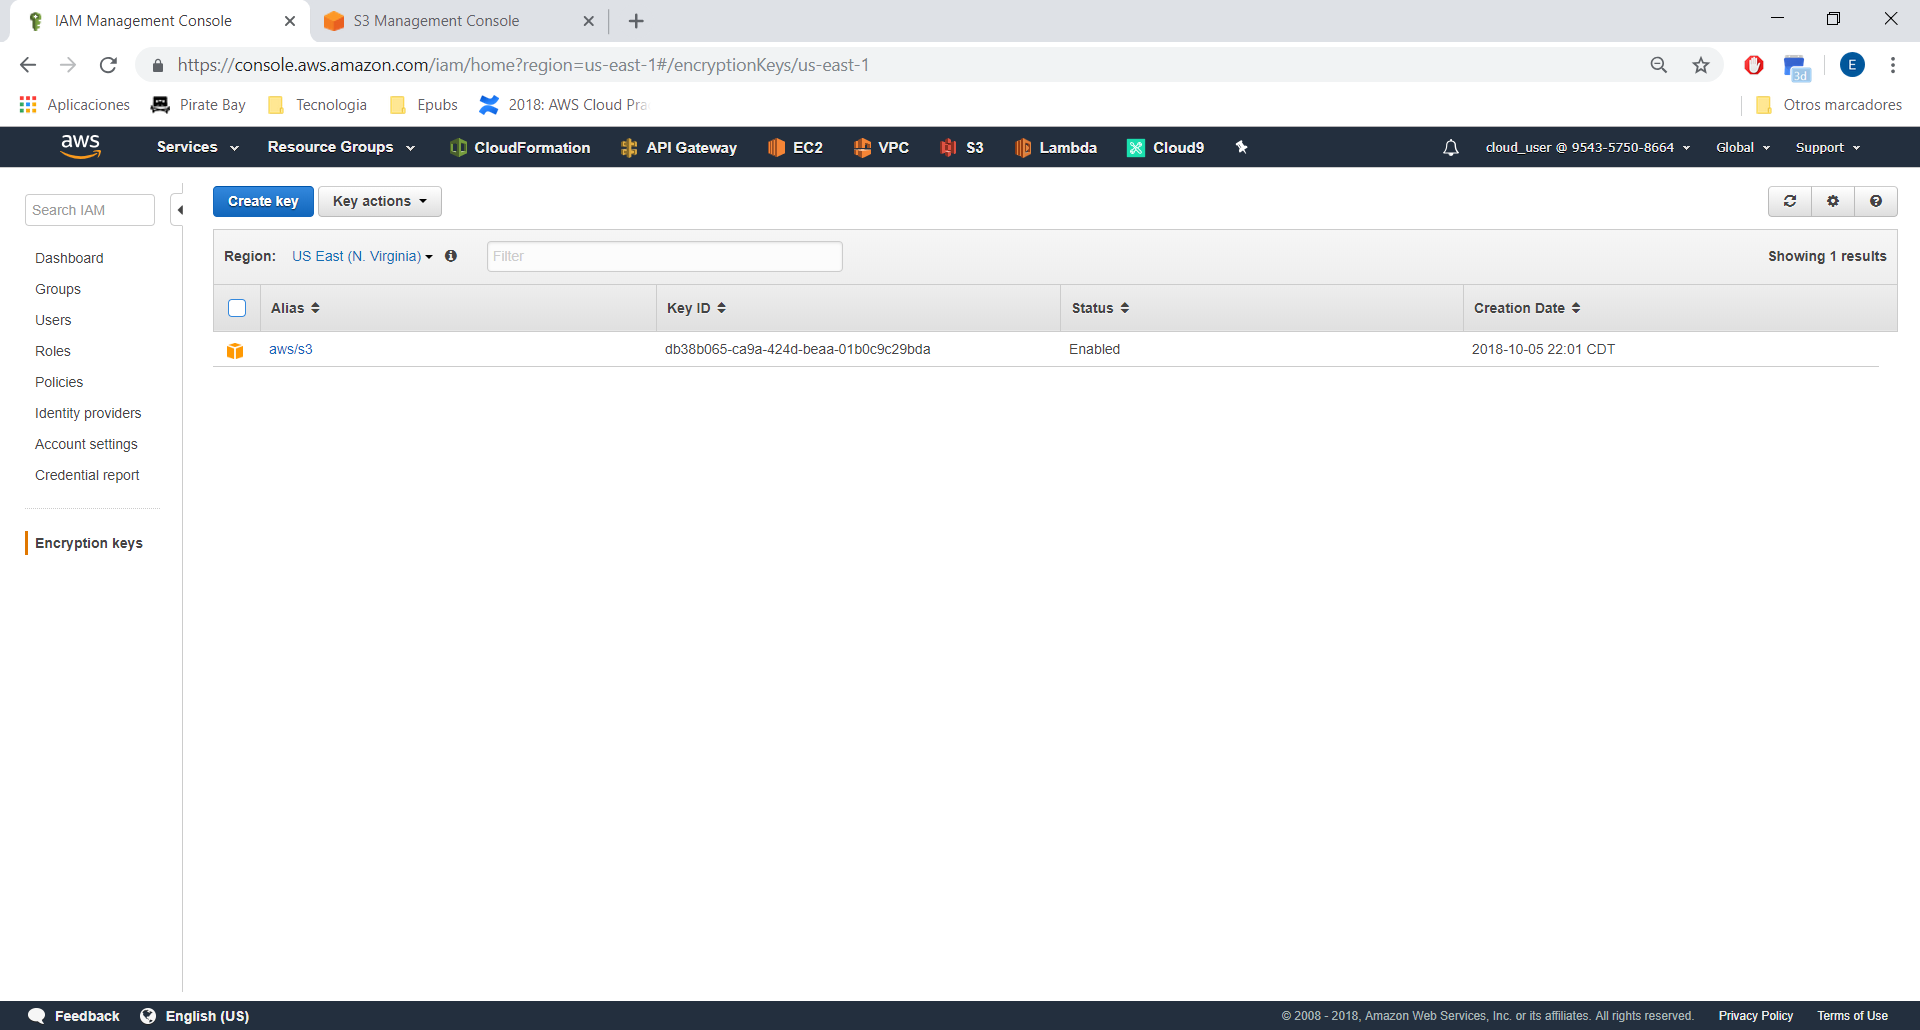 IAM Management Console
S3 Management Console
https://console.aws.amazon.com/iam/home?region=us-east-1#/encryptionKeys/us-east-1
3d
E
Aplicaciones
Pirate Bay
Tecnologia
Epubs
2018: AWS Cloud Pra
Otros marcadores
aws
Services
Resource Groups
CloudFormation
API Gateway
EC2
VPC
S3
Lambda
Cloud9
cloud_user @ 9543-5750-8664
Global
Support
Search IAM
Dashboard
Groups
Users
Roles
Policies
Identity providers
Account settings
Credential report
Encryption keys
Create key
Key actions
Region:
US East (N. Virginia)
Filter
Showing 1 results
Alias
Key ID
Status
Creation Date
aws/s3
db38b065-ca9a-424d-beaa-01b0c9c29bda
Enabled
2018-10-05 22:01 CDT
Feedback
English (US)
© 2008 - 2018, Amazon Web Services, Inc. or its affiliates. All rights reserved.
Privacy Policy
Terms of Use